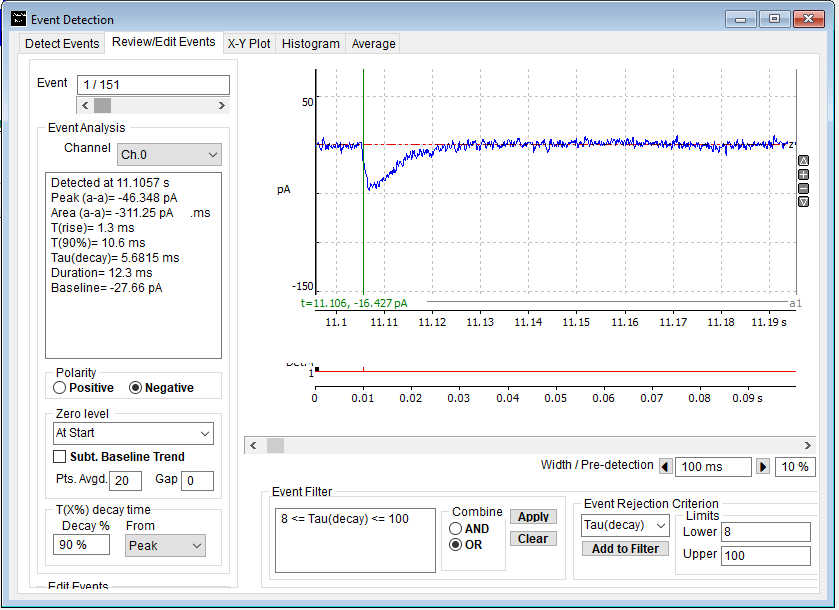 Event Detection
Detect Events Review/Edit Events X-Y Plot Histogram Average
Event 1 / 151
Event Analysis
Channel Ch.0
Detected at 11.1057 s
Peak (a-a)= -46.348 pA
Area (a-a)= -311.25 pA .ms
T(rise)= 1.3 ms
T(90%)= 10.6 ms
Tau(decay)= 5.6815 ms
Duration= 12.3 ms
Baseline= -27.66 pA
Polarity
Positive Negative
Zero level
At Start
Subt. Baseline Trend
Pts. Avgd. 20 Gap 0
T(X%) decay time
Decay % From
90 % Peak
Edit Events
50
pA
-150
z
t=11.106, -16.427 pA
a1
11.1 11.11 11.12 11.13 11.14 11.15 11.16 11.17 11.18 11.19 s
1
0 0.01 0.02 0.03 0.04 0.05 0.06 0.07 0.08 0.09 s
Width / Pre-detection 100 ms 10 %
Event Filter
8 <= Tau(decay) <= 100
Combine
AND
OR
Apply
Clear
Event Rejection Criterion
Tau(decay)
Add to Filter
Limits
Lower 8
Upper 100